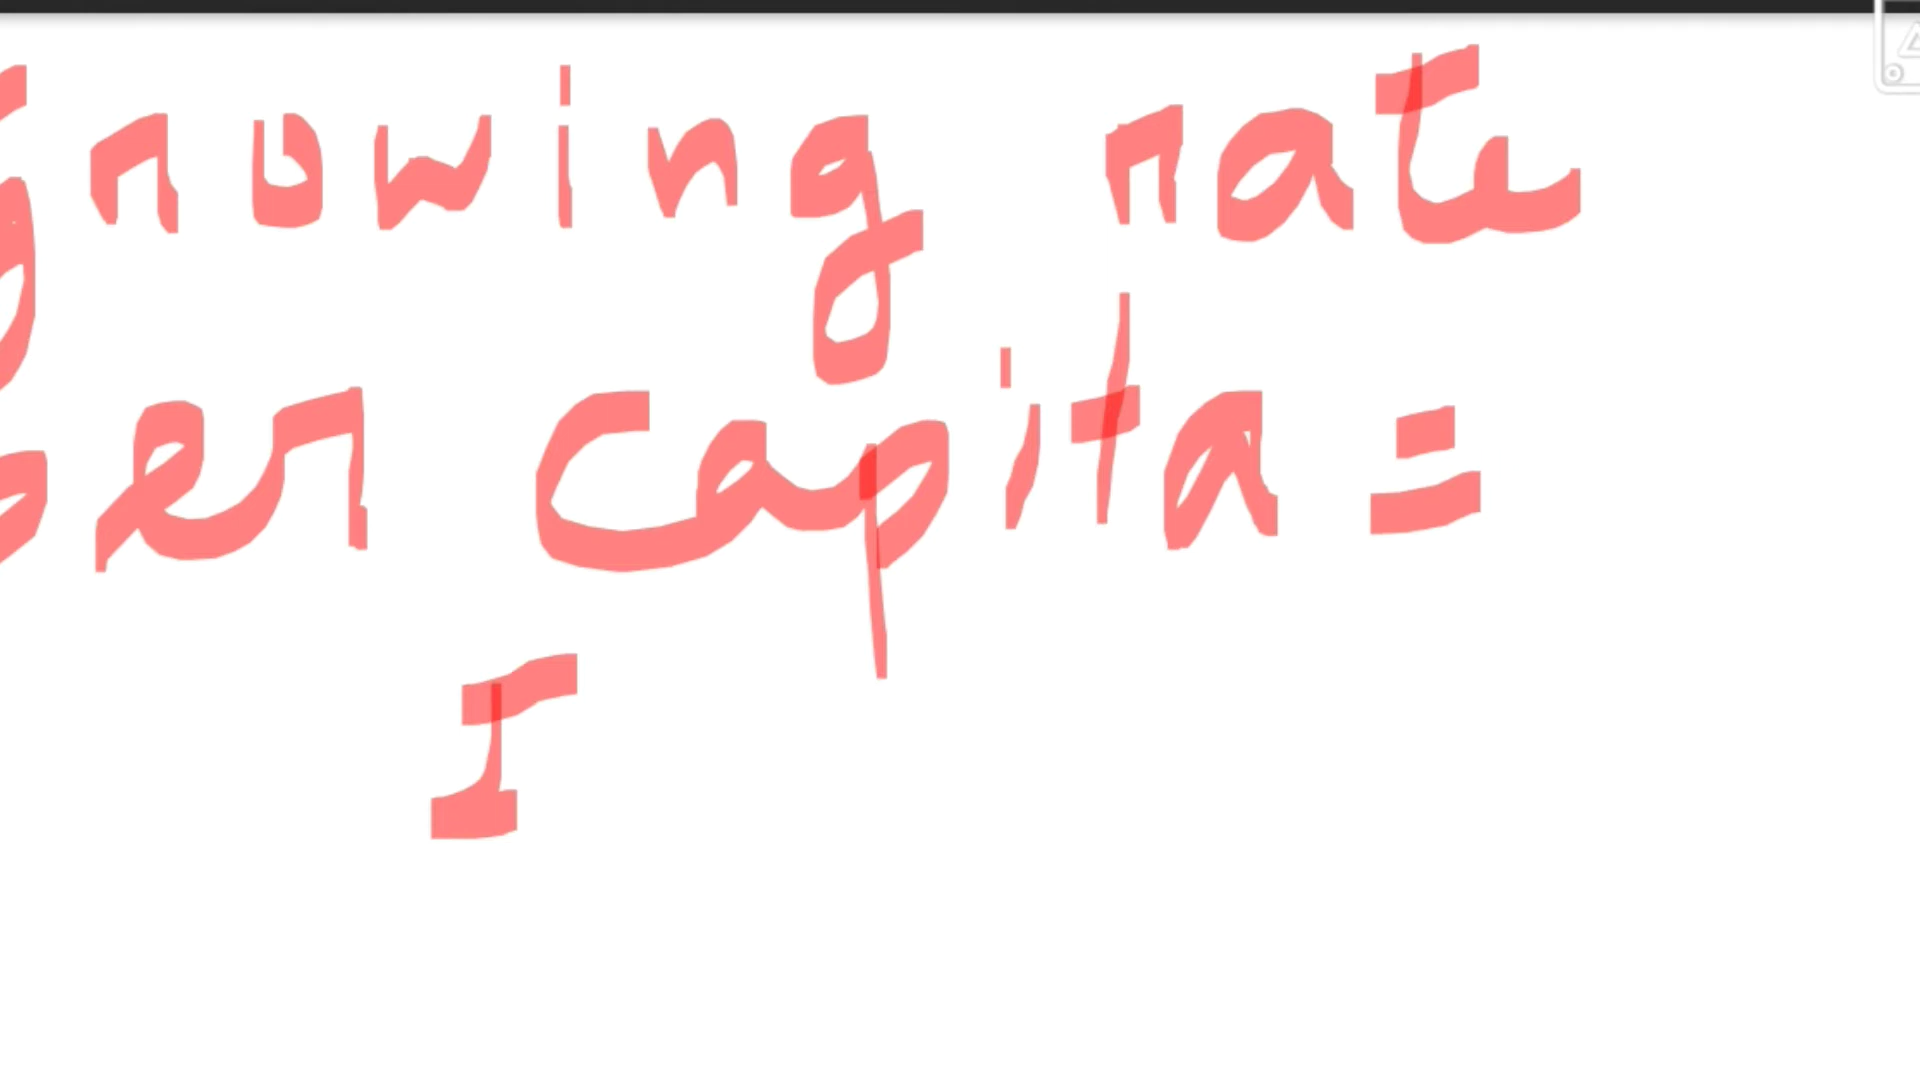 growing rate
per capita =
I